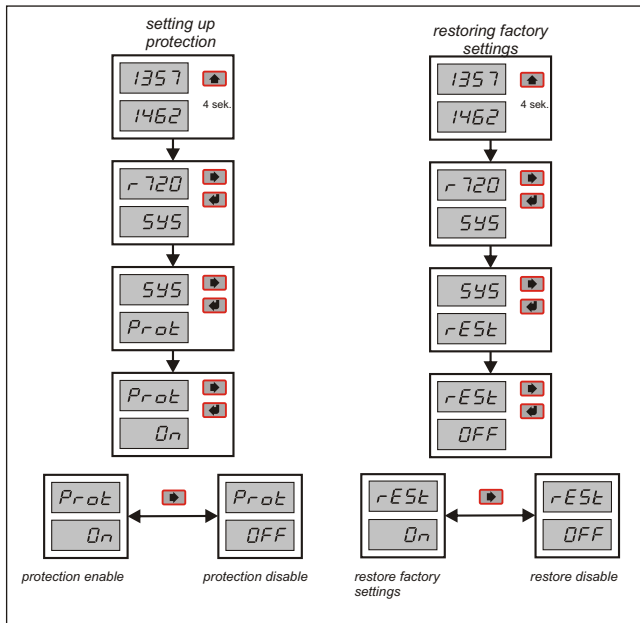 setting up
protection
1357
1462
4 sek.
r 720
SYS
SYS
Prot
Prot
On
Prot
On
Prot
OFF
protection enable
protection disable
restoring factory
settings
1357
1462
4 sek.
r 720
SYS
SYS
rESt
rESt
OFF
rESt
On
rESt
OFF
restore factory
settings
restore disable